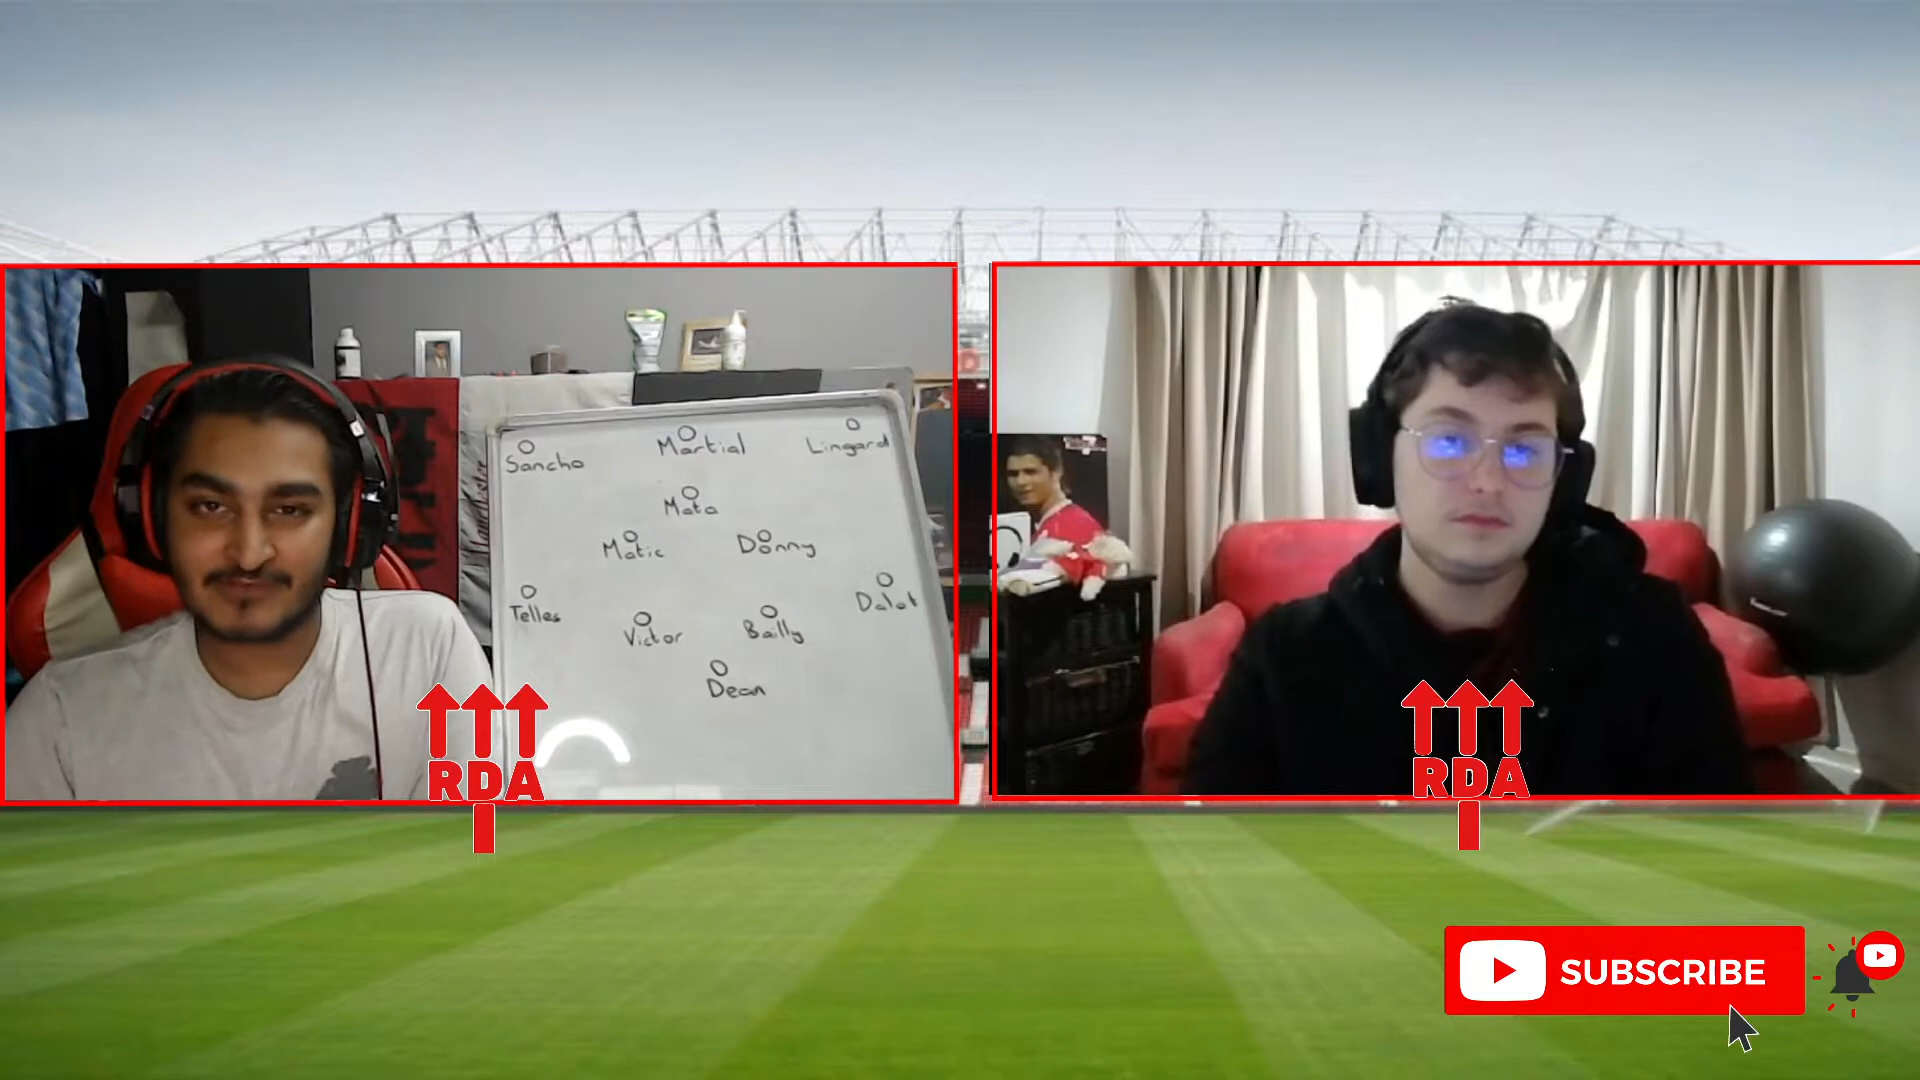 Sancho
Martial
Lingard
Mata
Matic
Donny
Telles
Dalot
Victor
Bailly
Dean
RDA
RDA
SUBSCRIBE